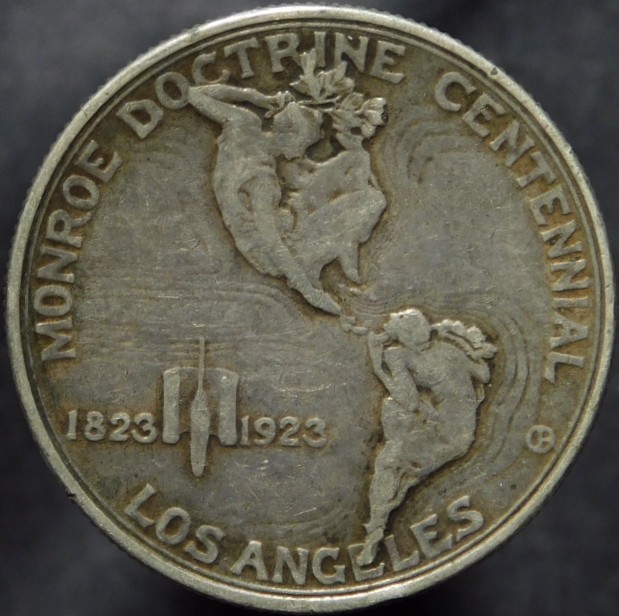 MONROE DOCTRINE CENTENNIAL
1823 1923
LOS ANGELES